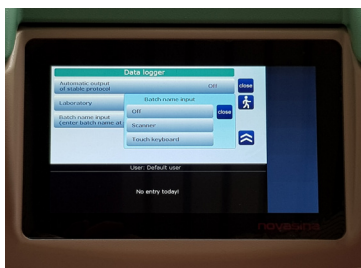 Data logger
Automatic output
of stable protocol
Off
close
Laboratory
Batch name input
Batch name input
(enter batch name at
Off
close
Scanner
Touch keyboard
User: Default user
No entry today!
novasina